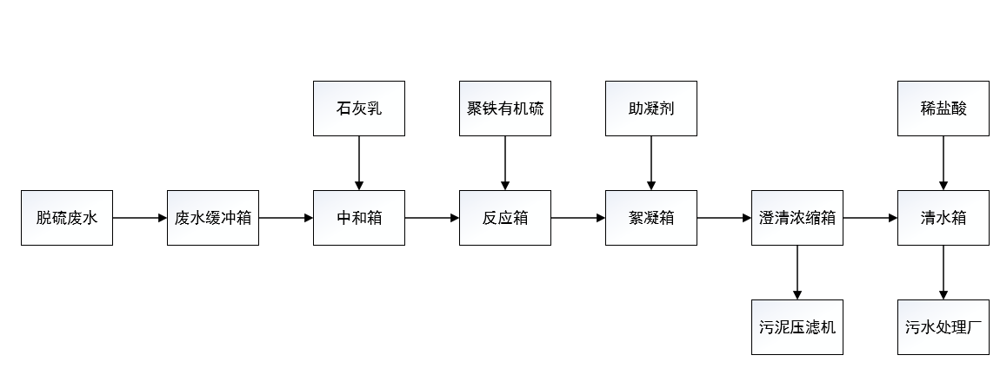 石灰乳
聚铁有机硫
助凝剂
稀盐酸
脱硫废水
废水缓冲箱
中和箱
反应箱
絮凝箱
澄清浓缩箱
清水箱
污泥压滤机
污水处理厂